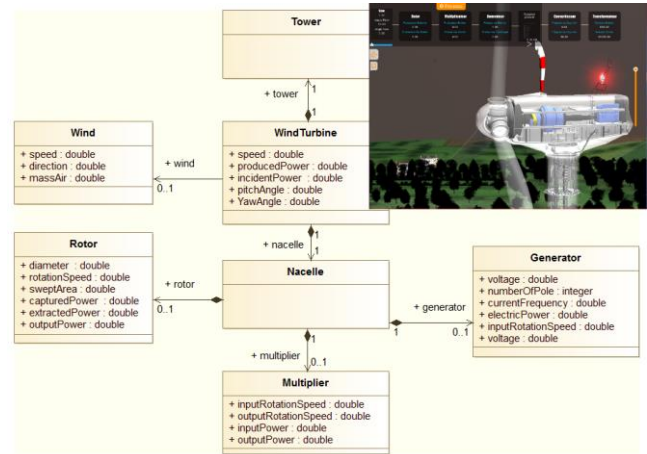 Tower
+ tower
1
1
Wind
+ speed : double
+ direction : double
+ massAir : double
+ wind
0..1
WindTurbine
+ speed : double
+ producedPower : double
+ incidentPower : double
+ pitchAngle : double
+ YawAngle : double
1
+ nacelle
1
Rotor
+ diameter : double
+ rotationSpeed : double
+ sweptArea : double
+ capturedPower : double
+ extractedPower : double
+ outputPower : double
+ rotor
0..1
Nacelle
1
+ generator
0..1
Generator
+ voltage : double
+ numberOfPole : integer
+ currentFrequency : double
+ electricPower : double
+ inputRotationSpeed : double
+ voltage : double
1
+ multiplier
0..1
Multiplier
+ inputRotationSpeed : double
+ outputRotationSpeed : double
+ inputPower : double
+ outputPower : double